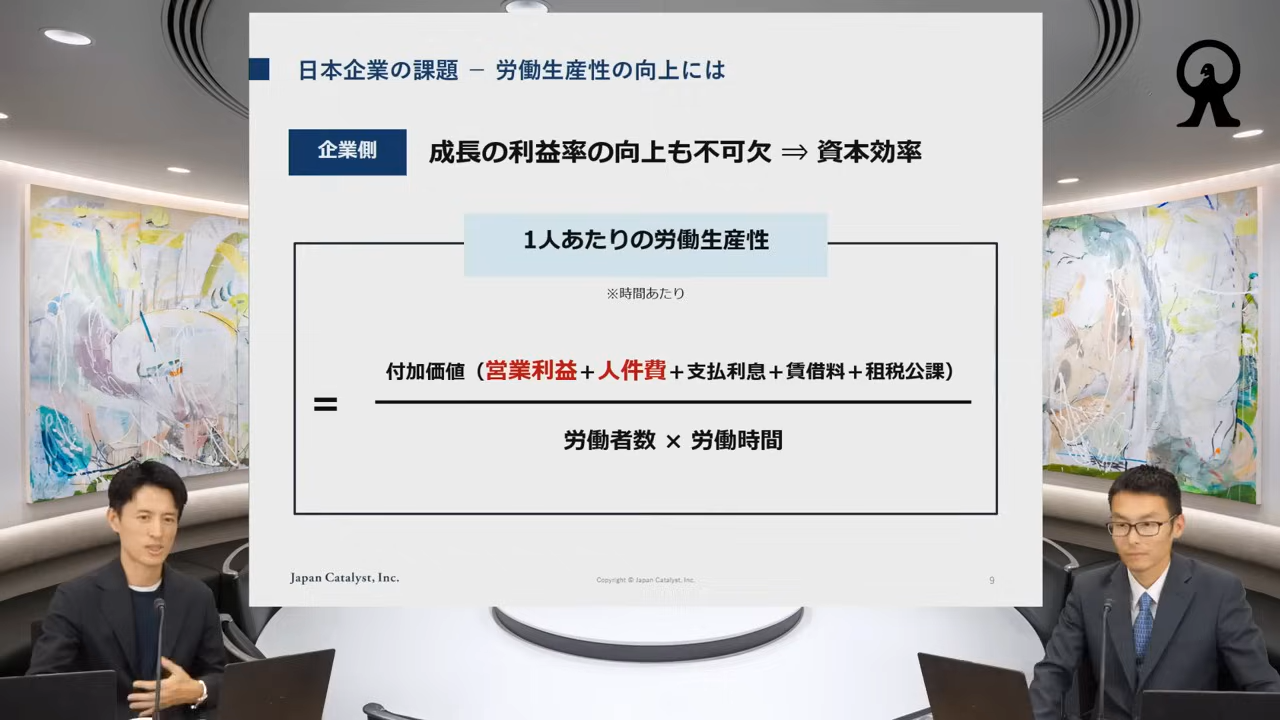 日本企業の課題 － 労働生産性の向上には
企業側
成長の利益率の向上も不可欠 ⇒ 資本効率
1人あたりの労働生産性
※時間あたり
付加価値（営業利益＋人件費＋支払利息＋賃借料＋租税公課）
=
労働者数 × 労働時間
Japan Catalyst, Inc.
Copyright © Japan Catalyst, Inc.
9